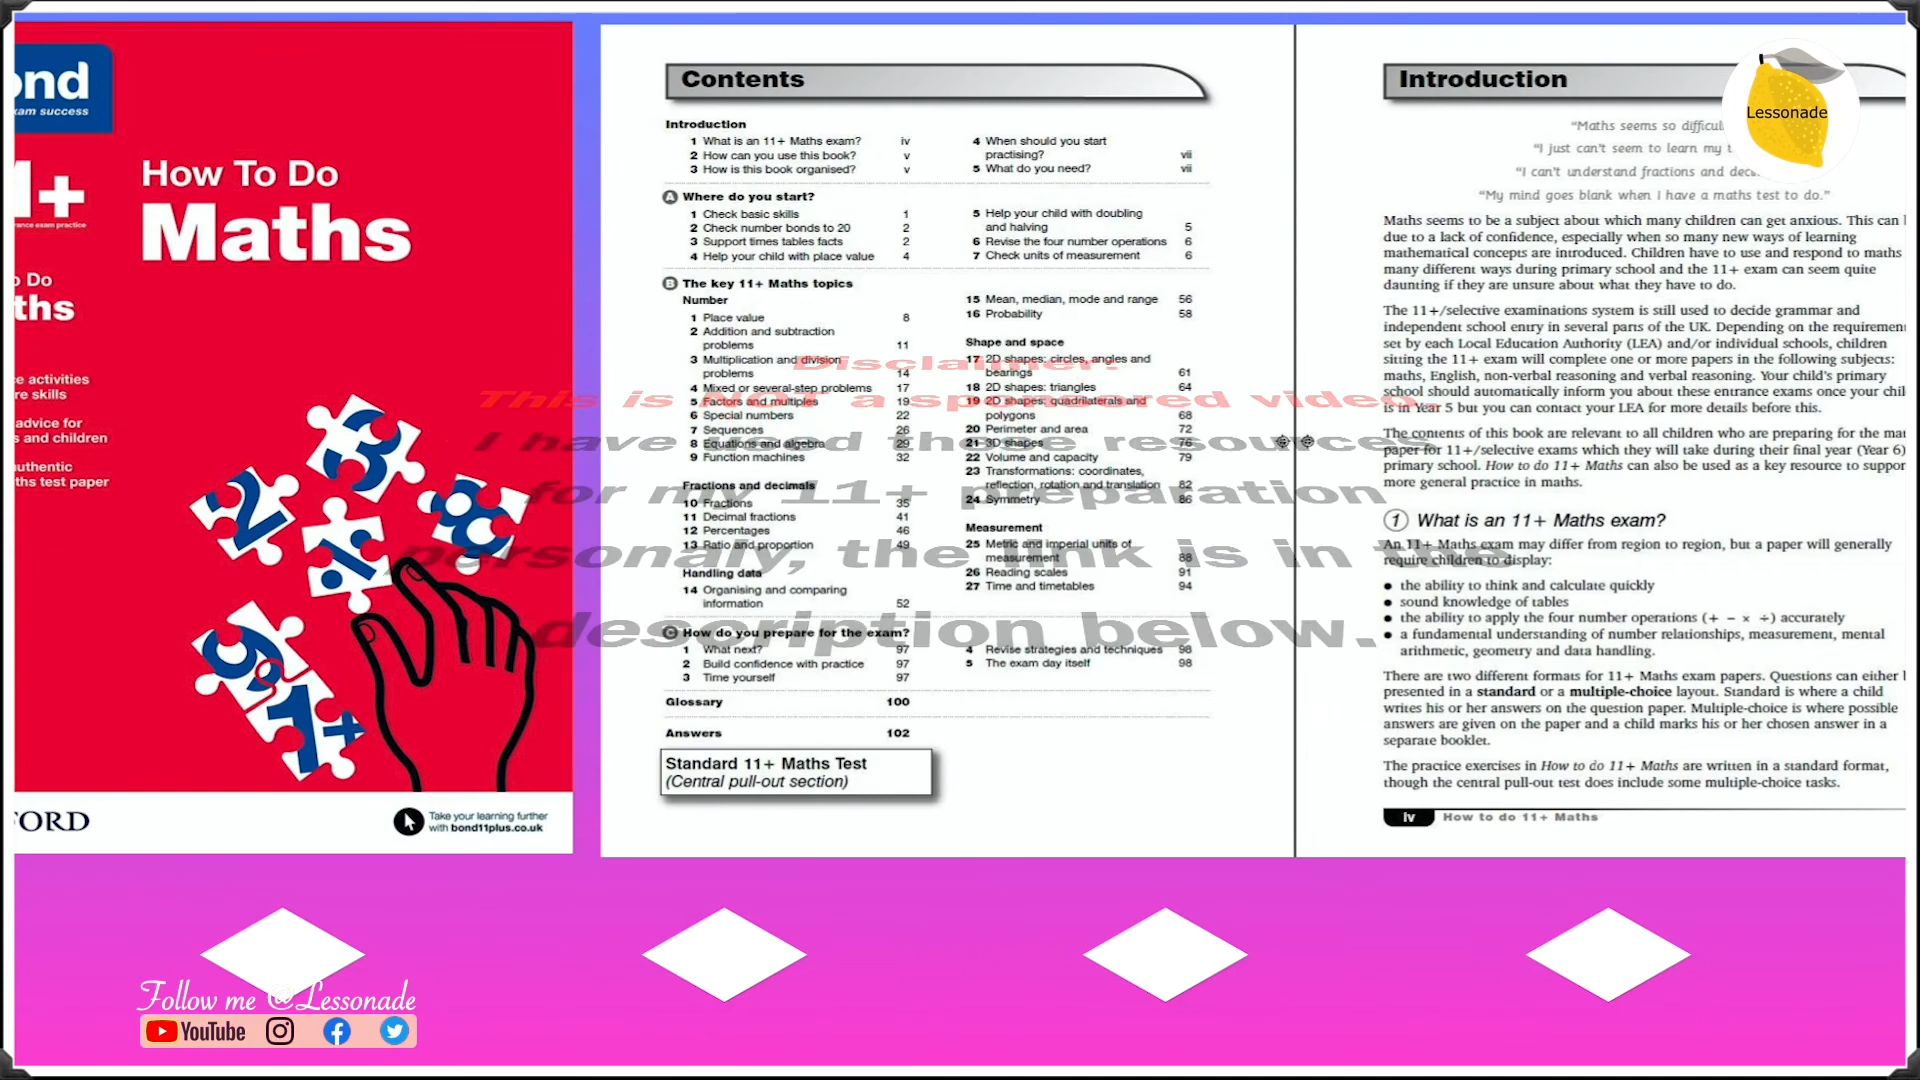 ond
am success
1+
rance exam practice
o Do
ths
e activities
re skills
advice for
s and children
uthentic
ths test paper
How To Do
Maths
2 3 8 % 9 7 +
FORD
Take your learning further
with bond11plus.co.uk
Contents
Introduction
1 What is an 11+ Maths exam? iv
2 How can you use this book? v
3 How is this book organised? v
4 When should you start
practising? vii
5 What do you need? vii
A Where do you start?
1 Check basic skills 1
2 Check number bonds to 20 2
3 Support times tables facts 2
4 Help your child with place value 4
5 Help your child with doubling
and halving 5
6 Revise the four number operations 6
7 Check units of measurement 6
B The key 11+ Maths topics
Number
1 Place value 8
2 Addition and subtraction
problems 11
3 Multiplication and division
problems 14
4 Mixed or several-step problems 17
5 Factors and multiples 19
6 Special numbers 22
7 Sequences 26
8 Equations and algebra 29
9 Function machines 32
Fractions and decimals
10 Fractions 35
11 Decimal fractions 41
12 Percentages 46
13 Ratio and proportion 49
Handling data
14 Organising and comparing
information 52
15 Mean, median, mode and range 56
16 Probability 58
Shape and space
17 2D shapes: circles, angles and
bearings 61
18 2D shapes: triangles 64
19 2D shapes: quadrilaterals and
polygons 68
20 Perimeter and area 72
21 3D shapes 76
22 Volume and capacity 79
23 Transformations: coordinates,
reflection, rotation and translation 82
24 Symmetry 86
Measurement
25 Metric and imperial units of
measurement 88
26 Reading scales 91
27 Time and timetables 94
C How do you prepare for the exam?
1 What next? 97
2 Build confidence with practice 97
3 Time yourself 97
4 Revise strategies and techniques 98
5 The exam day itself 98
Glossary 100
Answers 102
Standard 11+ Maths Test
(Central pull-out section)
Disclaimer:
This is NOT a sponsored video.
I have used these resources
for my 11+ preparation
personaly, the link is in the
description below.
Introduction
Lessonade
"Maths seems so difficul
"I just can't seem to learn my t
"I can't understand fractions and dec
"My mind goes blank when I have a maths test to do."
Maths seems to be a subject about which many children can get anxious. This can
due to a lack of confidence, especially when so many new ways of learning
mathematical concepts are introduced. Children have to use and respond to maths
many different ways during primary school and the 11+ exam can seem quite
daunting if they are unsure about what they have to do.
The 11+/selective examinations system is still used to decide grammar and
independent school entry in several parts of the UK. Depending on the requiremen
set by each Local Education Authority (LEA) and/or individual schools, children
sitting the 11+ exam will complete one or more papers in the following subjects:
maths, English, non-verbal reasoning and verbal reasoning. Your child's primary
school should automatically inform you about these entrance exams once your chil
is in Year 5 but you can contact your LEA for more details before this.
The contents of this book are relevant to all children who are preparing for the ma
paper for 11+/selective exams which they will take during their final year (Year 6)
primary school. How to do 11+ Maths can also be used as a key resource to suppor
more general practice in maths.
1 What is an 11+ Maths exam?
An 11+ Maths exam may differ from region to region, but a paper will generally
require children to display:
• the ability to think and calculate quickly
• sound knowledge of tables
• the ability to apply the four number operations (+ − × ÷) accurately
• a fundamental understanding of number relationships, measurement, mental
arithmetic, geometry and data handling.
There are two different formats for 11+ Maths exam papers. Questions can either
presented in a standard or a multiple-choice layout. Standard is where a child
writes his or her answers on the question paper. Multiple-choice is where possible
answers are given on the paper and a child marks his or her chosen answer in a
separate booklet.
The practice exercises in How to do 11+ Maths are written in a standard format,
though the central pull-out test does include some multiple-choice tasks.
iv How to do 11+ Maths
Follow me @Lessonade
YouTube